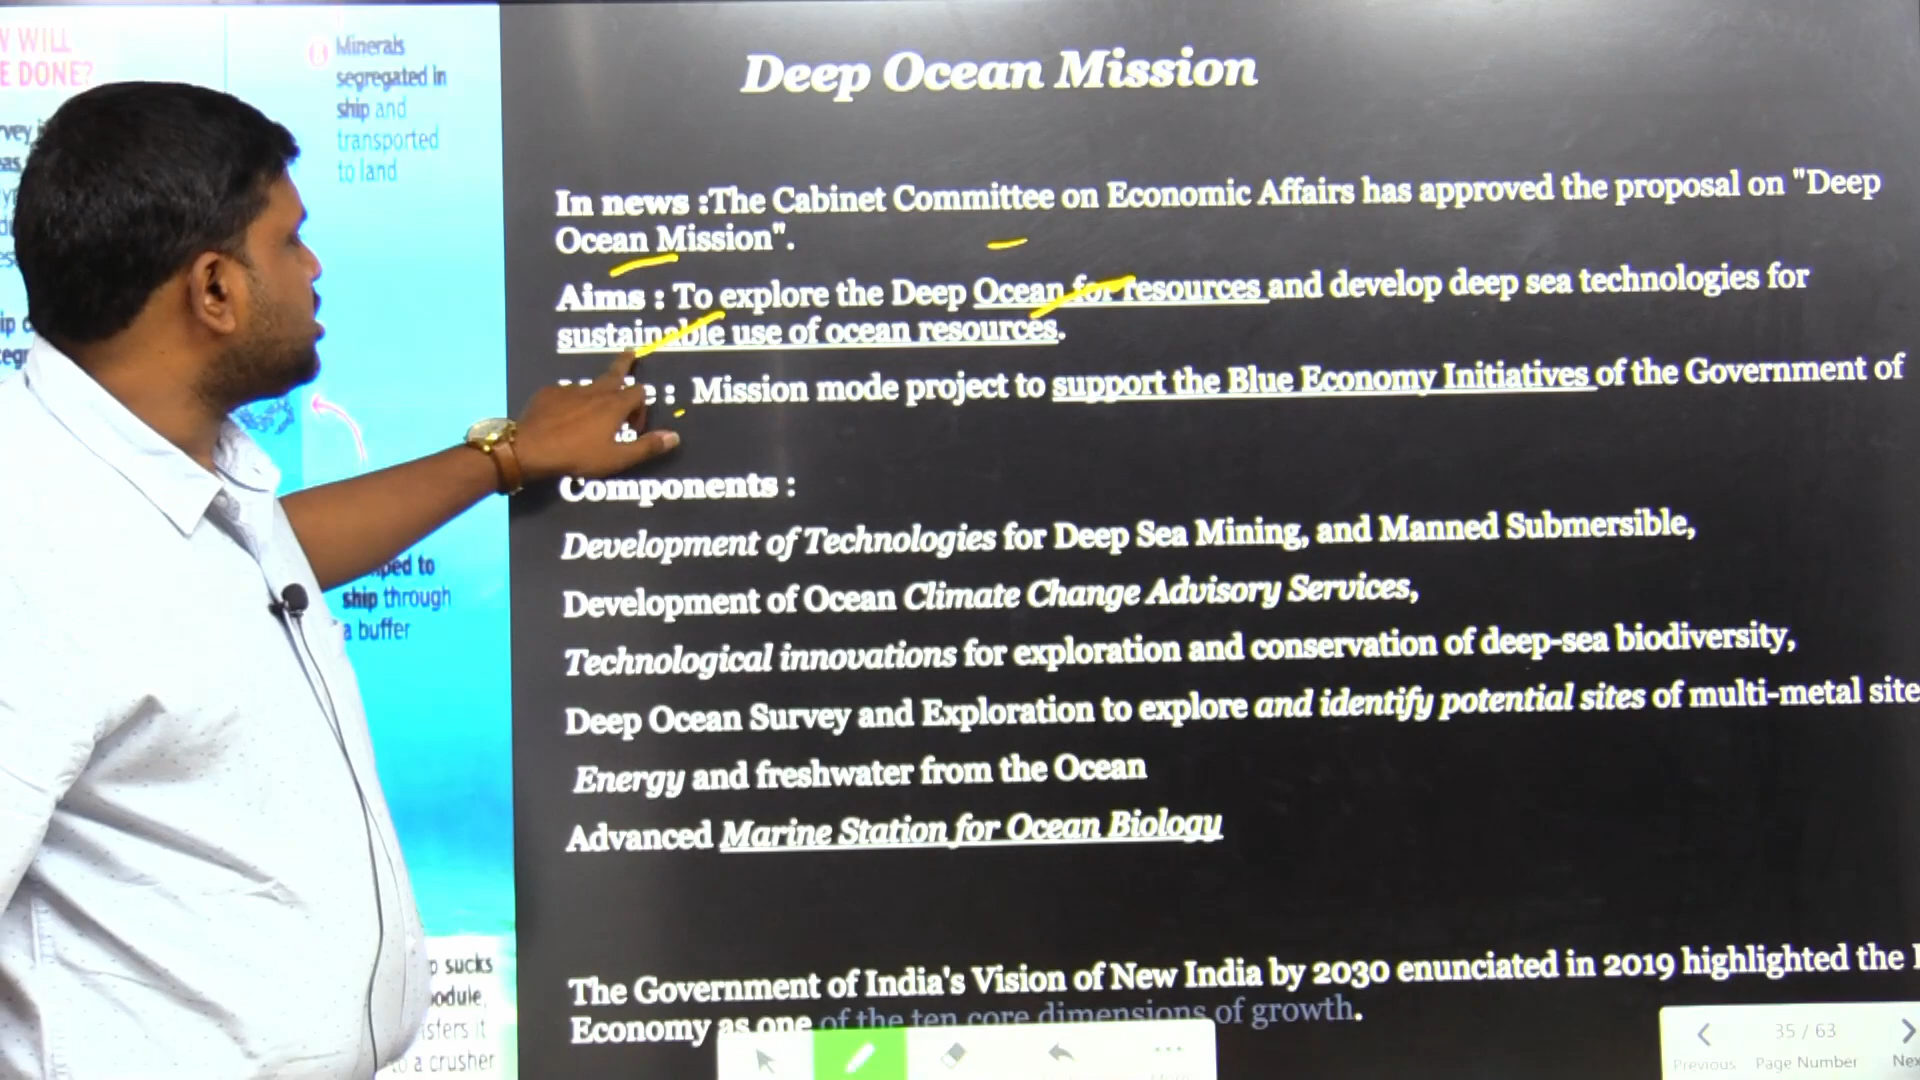 WILL
DONE?
Minerals
segregated in
ship and
transported
to land
ped to
ship through
a buffer
sucks
a crusher
Deep Ocean Mission
In news :The Cabinet Committee on Economic Affairs has approved the proposal on "Deep
Ocean Mission".
Aims : To explore the Deep Ocean for resources and develop deep sea technologies for
sustainable use of ocean resources.
: Mission mode project to support the Blue Economy Initiatives of the Government of
Components :
Development of Technologies for Deep Sea Mining, and Manned Submersible,
Development of Ocean Climate Change Advisory Services,
Technological innovations for exploration and conservation of deep-sea biodiversity,
Deep Ocean Survey and Exploration to explore and identify potential sites of multi-metal site
Energy and freshwater from the Ocean
Advanced Marine Station for Ocean Biology
The Government of India's Vision of New India by 2030 enunciated in 2019 highlighted the
Economy as one of the ten core dimensions of growth.
35 / 63
Previous Page Number Nex